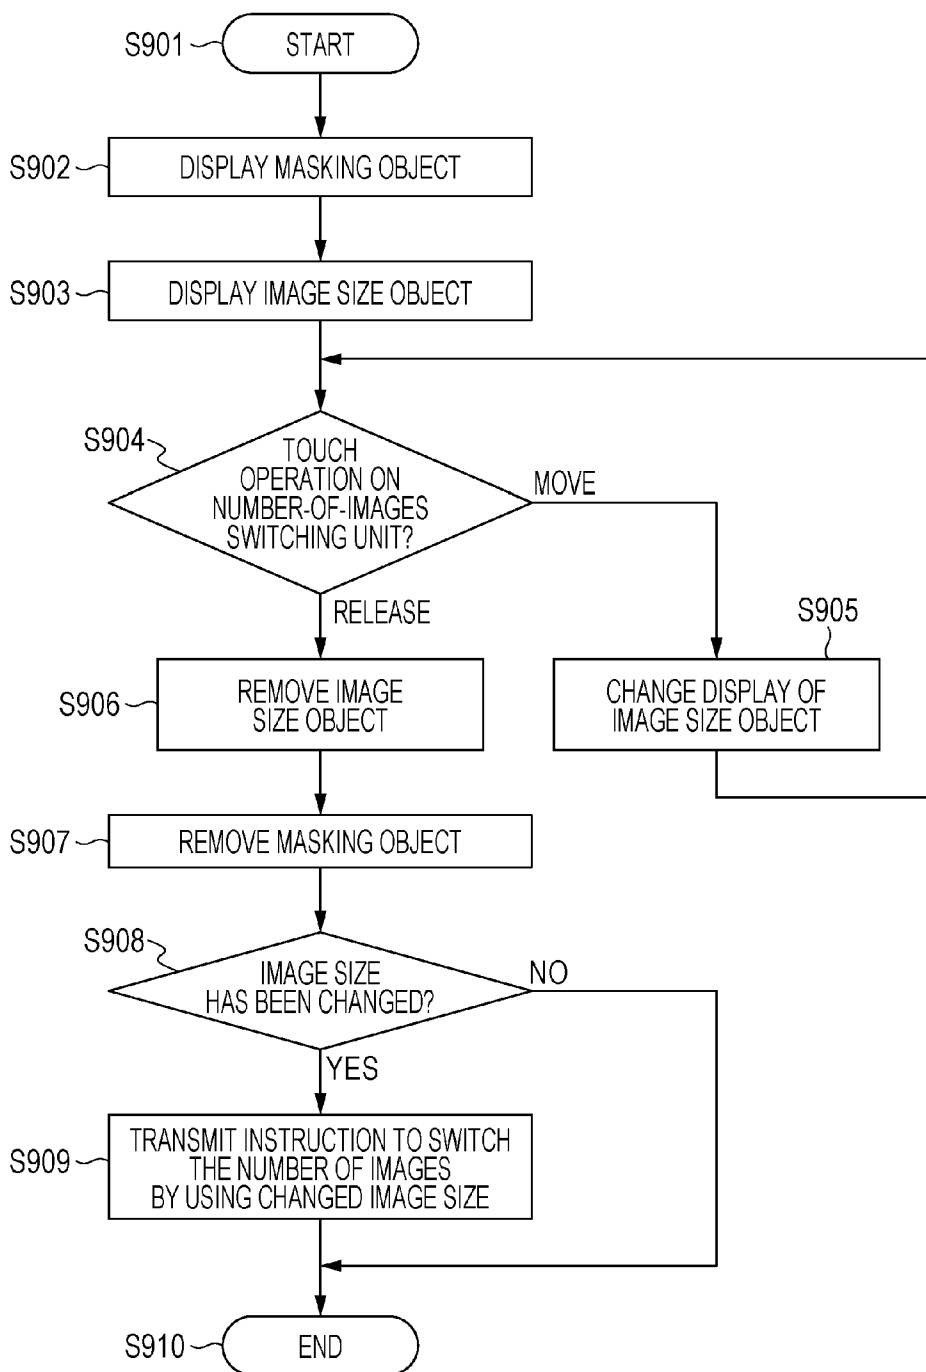 S901
START
S902
DISPLAY MASKING OBJECT
S903
DISPLAY IMAGE SIZE OBJECT
S904
TOUCH
OPERATION ON
NUMBER-OF-IMAGES
SWITCHING UNIT?
MOVE
RELEASE
S905
CHANGE DISPLAY OF
IMAGE SIZE OBJECT
S906
REMOVE IMAGE
SIZE OBJECT
S907
REMOVE MASKING OBJECT
S908
IMAGE SIZE
HAS BEEN CHANGED?
NO
YES
S909
TRANSMIT INSTRUCTION TO SWITCH
THE NUMBER OF IMAGES
BY USING CHANGED IMAGE SIZE
S910
END